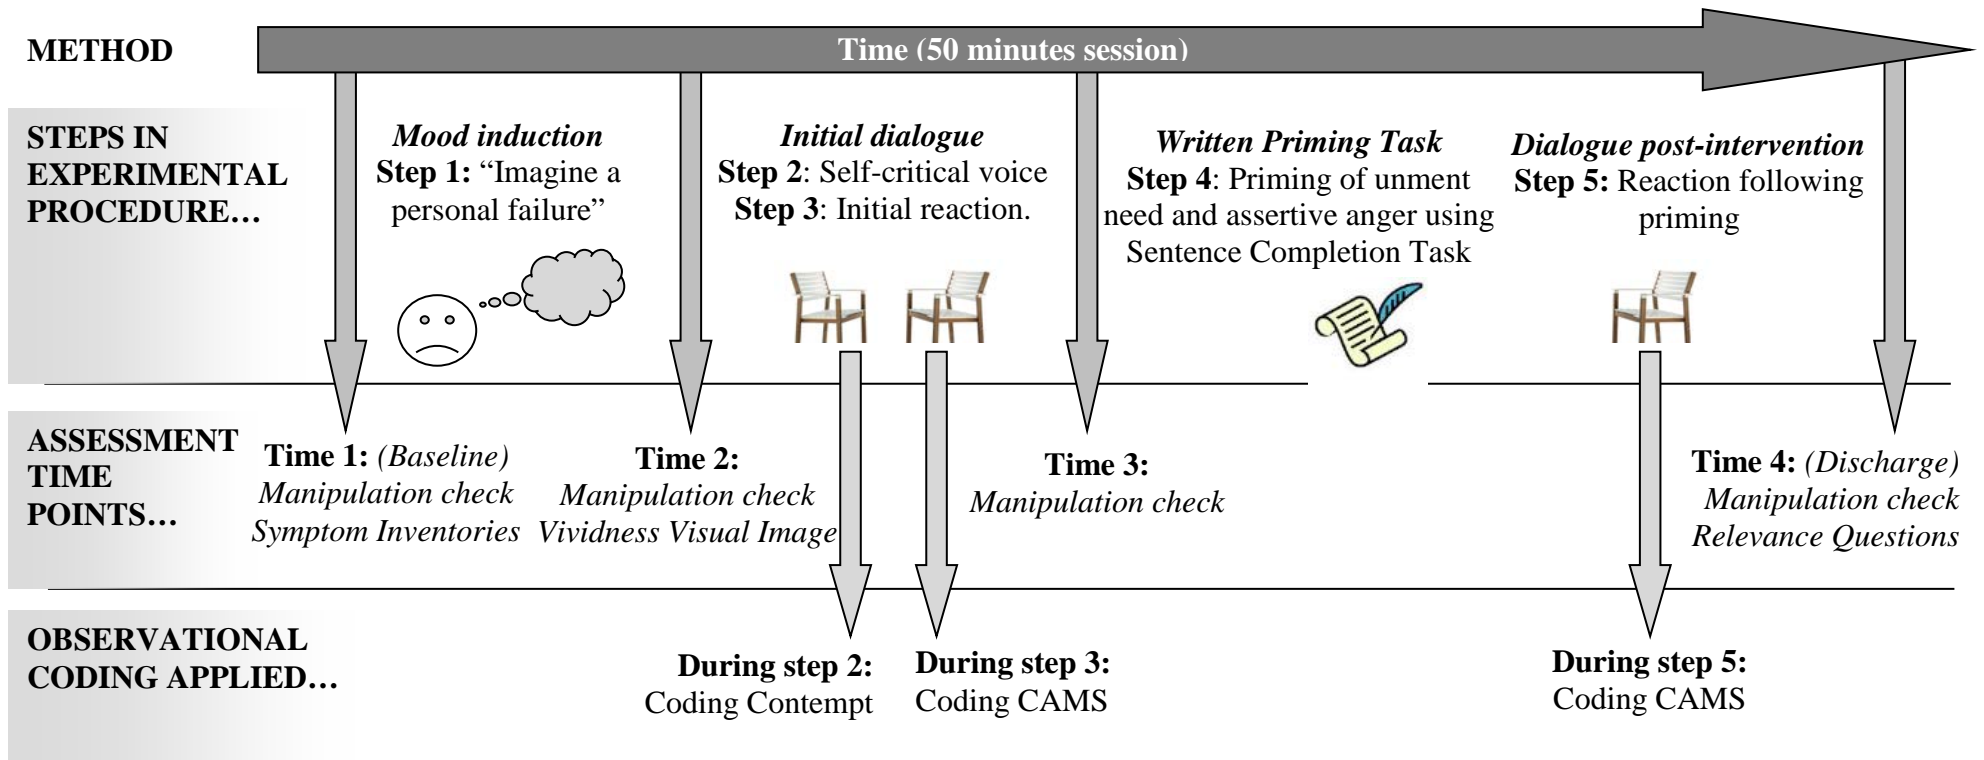 METHOD
Time (50 minutes session)
STEPS IN
EXPERIMENTAL
PROCEDURE…
Mood induction
Step 1: “Imagine a
personal failure”
Initial dialogue
Step 2: Self-critical voice
Step 3: Initial reaction.
Written Priming Task
Step 4: Priming of unment
need and assertive anger using
Sentence Completion Task
Dialogue post-intervention
Step 5: Reaction following
priming
ASSESSMENT
TIME
POINTS…
Time 1: (Baseline)
Manipulation check
Symptom Inventories
Time 2:
Manipulation check
Vividness Visual Image
Time 3:
Manipulation check
Time 4: (Discharge)
Manipulation check
Relevance Questions
OBSERVATIONAL
CODING APPLIED…
During step 2:
Coding Contempt
During step 3:
Coding CAMS
During step 5:
Coding CAMS